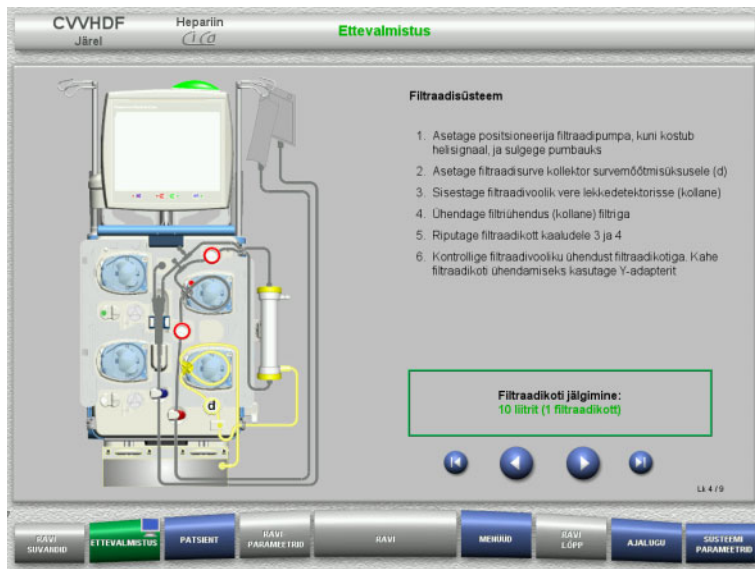 CVVHDF
Järel
Hepariin
CiCa
Ettevalmistus
Filtraadisüsteem
1. Asetage positsioneerija filtraadipumpa, kuni kostub
helisignaal, ja sulgege pumbauks
2. Asetage filtraadisurve kollektor survemõõtmisüksusele (d)
3. Sisestage filtraadivoolik vere lekkedetektorisse (kollane)
4. Ühendage filtriühendus (kollane) filtriga
5. Riputage filtraadikott kaaludele 3 ja 4
6. Kontrollige filtraadivooliku ühendust filtraadikotiga. Kahe
filtraadikoti ühendamiseks kasutage Y-adapterit
d
Filtraadikoti jälgimine:
10 liitrit (1 filtraadikott)
Lk 4 / 9
RAVI
SUVANDID
ETTEVALMISTUS
PATSIENT
RAVI-
PARAMEETRID
RAVI
MENÜÜD
RAVI
LÕPP
AJALUGU
SÜSTEEMI
PARAMEETRID